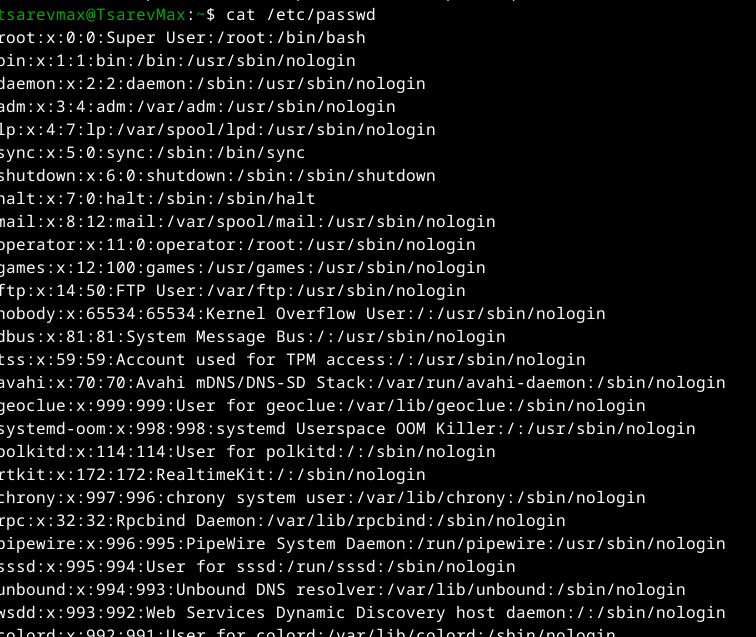 tsarevmax@TsarevMax:~$ cat /etc/passwd
root:x:0:0:Super User:/root:/bin/bash
bin:x:1:1:bin:/bin:/usr/sbin/nologin
daemon:x:2:2:daemon:/sbin:/usr/sbin/nologin
adm:x:3:4:adm:/var/adm:/usr/sbin/nologin
lp:x:4:7:lp:/var/spool/lpd:/usr/sbin/nologin
sync:x:5:0:sync:/sbin:/bin/sync
shutdown:x:6:0:shutdown:/sbin:/sbin/shutdown
halt:x:7:0:halt:/sbin:/sbin/halt
mail:x:8:12:mail:/var/spool/mail:/usr/sbin/nologin
operator:x:11:0:operator:/root:/usr/sbin/nologin
games:x:12:100:games:/usr/games:/usr/sbin/nologin
ftp:x:14:50:FTP User:/var/ftp:/usr/sbin/nologin
nobody:x:65534:65534:Kernel Overflow User:/:/usr/sbin/nologin
dbus:x:81:81:System Message Bus:/:/usr/sbin/nologin
tss:x:59:59:Account used for TPM access:/:/usr/sbin/nologin
avahi:x:70:70:Avahi mDNS/DNS-SD Stack:/var/run/avahi-daemon:/sbin/nologin
geoclue:x:999:999:User for geoclue:/var/lib/geoclue:/sbin/nologin
systemd-oom:x:998:998:systemd Userspace OOM Killer:/:/usr/sbin/nologin
polkitd:x:114:114:User for polkitd:/:/sbin/nologin
rtkit:x:172:172:RealtimeKit:/:/sbin/nologin
chrony:x:997:996:chrony system user:/var/lib/chrony:/sbin/nologin
rpc:x:32:32:Rpcbind Daemon:/var/lib/rpcbind:/sbin/nologin
pipewire:x:996:995:PipeWire System Daemon:/run/pipewire:/usr/sbin/nologin
sssd:x:995:994:User for sssd:/run/sssd:/sbin/nologin
unbound:x:994:993:Unbound DNS resolver:/var/lib/unbound:/sbin/nologin
wsdd:x:993:992:Web Services Dynamic Discovery host daemon:/:/sbin/nologin
colord:x:992:991:User for colord:/var/lib/colord:/sbin/nologin